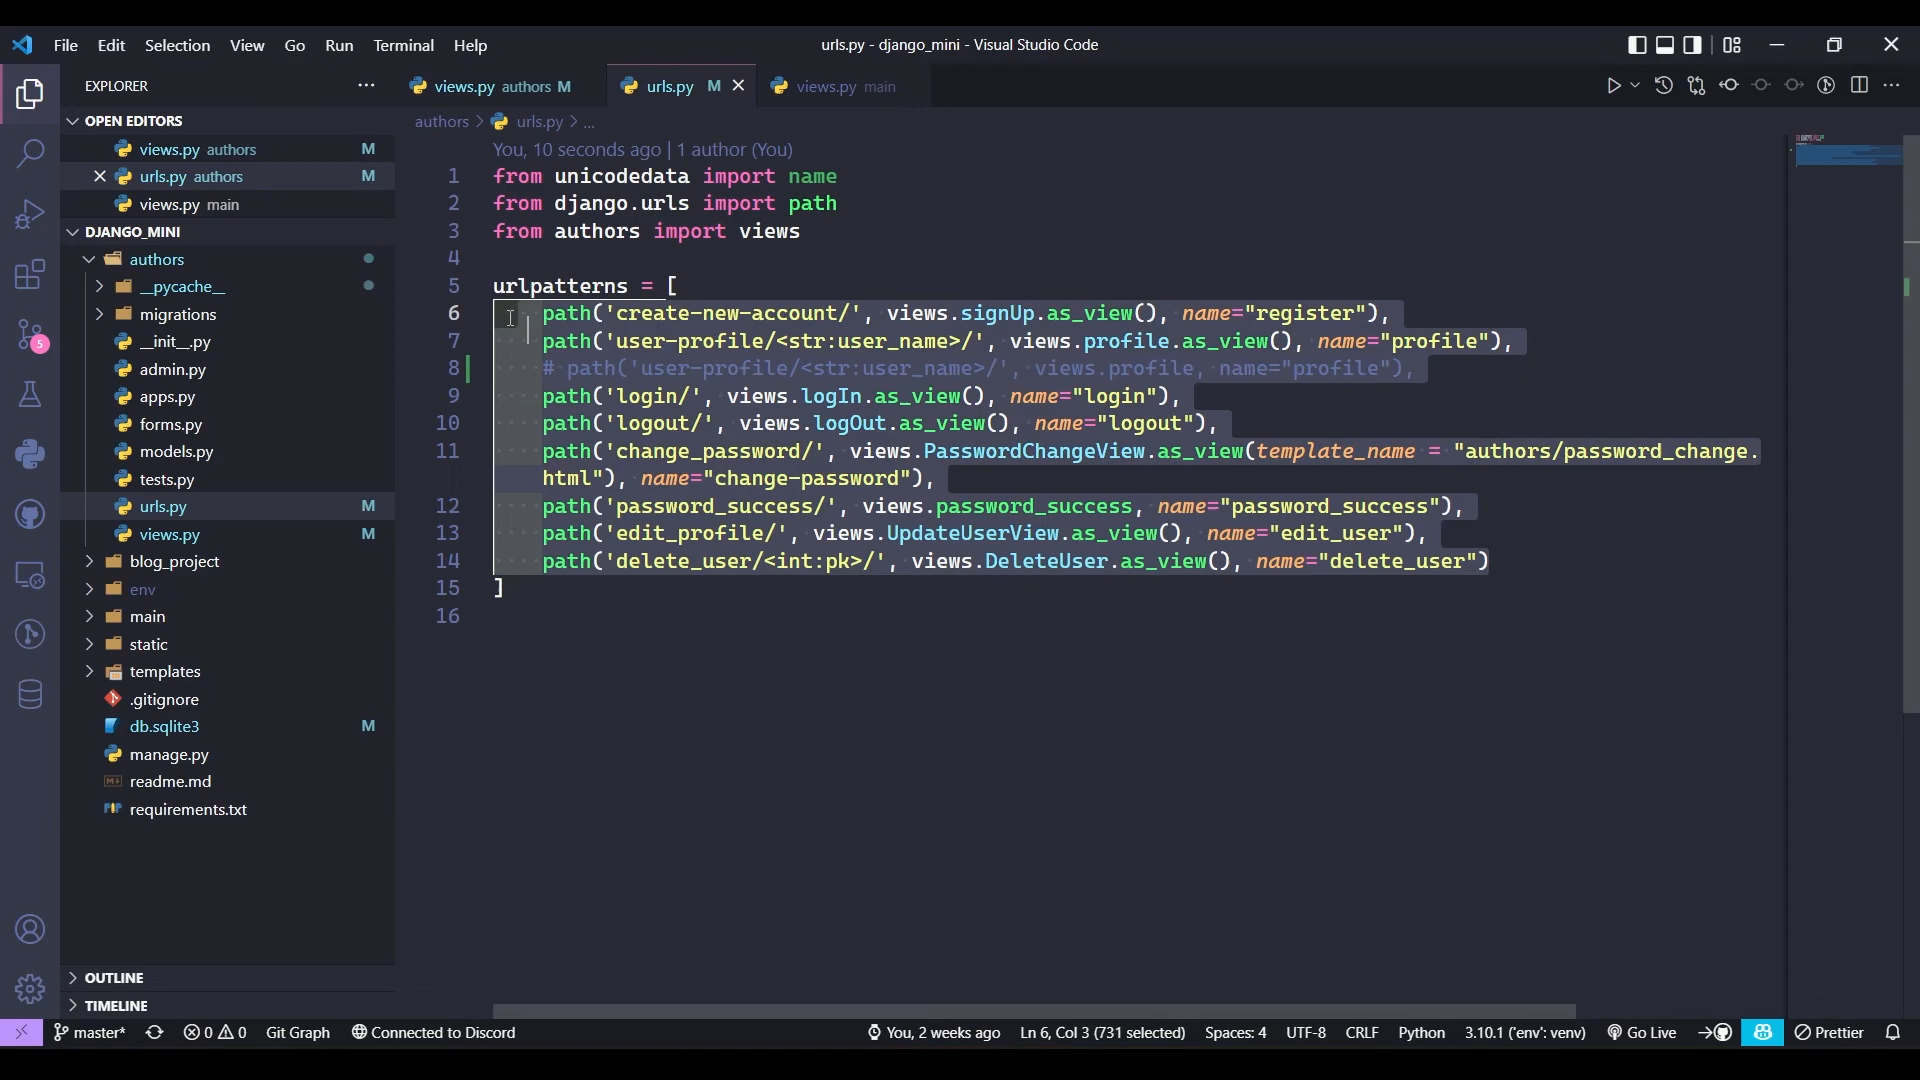 File Edit Selection View Go Run Terminal Help
urls.py - django_mini - Visual Studio Code
EXPLORER
OPEN EDITORS
views.py authors M
urls.py authors M
views.py main
DJANGO_MINI
authors
__pycache__
migrations
__init__.py
admin.py
apps.py
forms.py
models.py
tests.py
urls.py M
views.py M
blog_project
env
main
static
templates
.gitignore
db.sqlite3 M
manage.py
readme.md
requirements.txt
OUTLINE
TIMELINE
5
views.py authors M urls.py M views.py main
authors > urls.py > ...
You, 10 seconds ago | 1 author (You)
1 from unicodedata import name
2 from django.urls import path
3 from authors import views
4
5 urlpatterns = [
6 path('create-new-account/', views.signUp.as_view(), name="register"),
7 path('user-profile/<str:user_name>/', views.profile.as_view(), name="profile"),
8 # path('user-profile/<str:user_name>/', views.profile, name="profile"),
9 path('login/', views.logIn.as_view(), name="login"),
10 path('logout/', views.logOut.as_view(), name="logout"),
11 path('change_password/', views.PasswordChangeView.as_view(template_name = "authors/password_change.
html"), name="change-password"),
12 path('password_success/', views.password_success, name="password_success"),
13 path('edit_profile/', views.UpdateUserView.as_view(), name="edit_user"),
14 path('delete_user/<int:pk>/', views.DeleteUser.as_view(), name="delete_user")
15 ]
16
master* 0 0 Git Graph Connected to Discord You, 2 weeks ago Ln 6, Col 3 (731 selected) Spaces: 4 UTF-8 CRLF Python 3.10.1 ('env': venv) Go Live Prettier